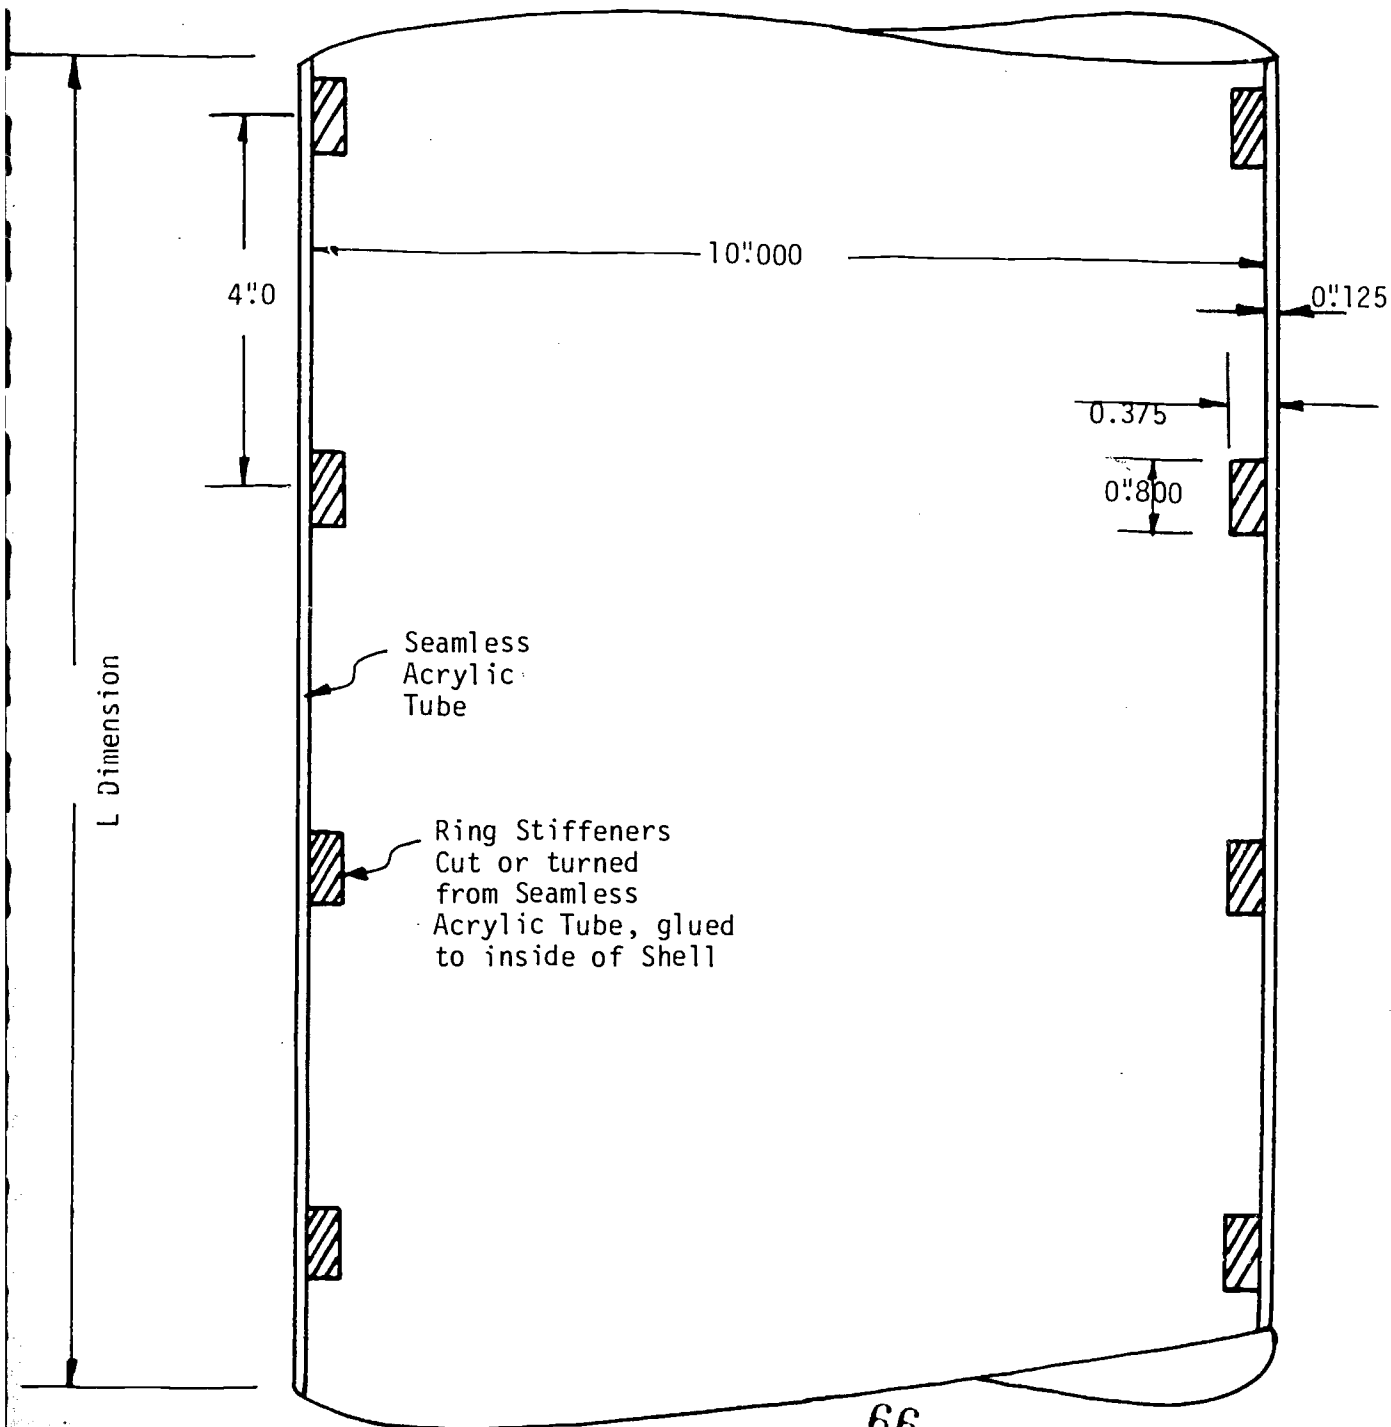 10".000
4".0
0".125
0.375
0".800
Seamless
Acrylic
Tube
L Dimension
Ring Stiffeners
Cut or turned
from Seamless
Acrylic Tube, glued
to inside of Shell
66